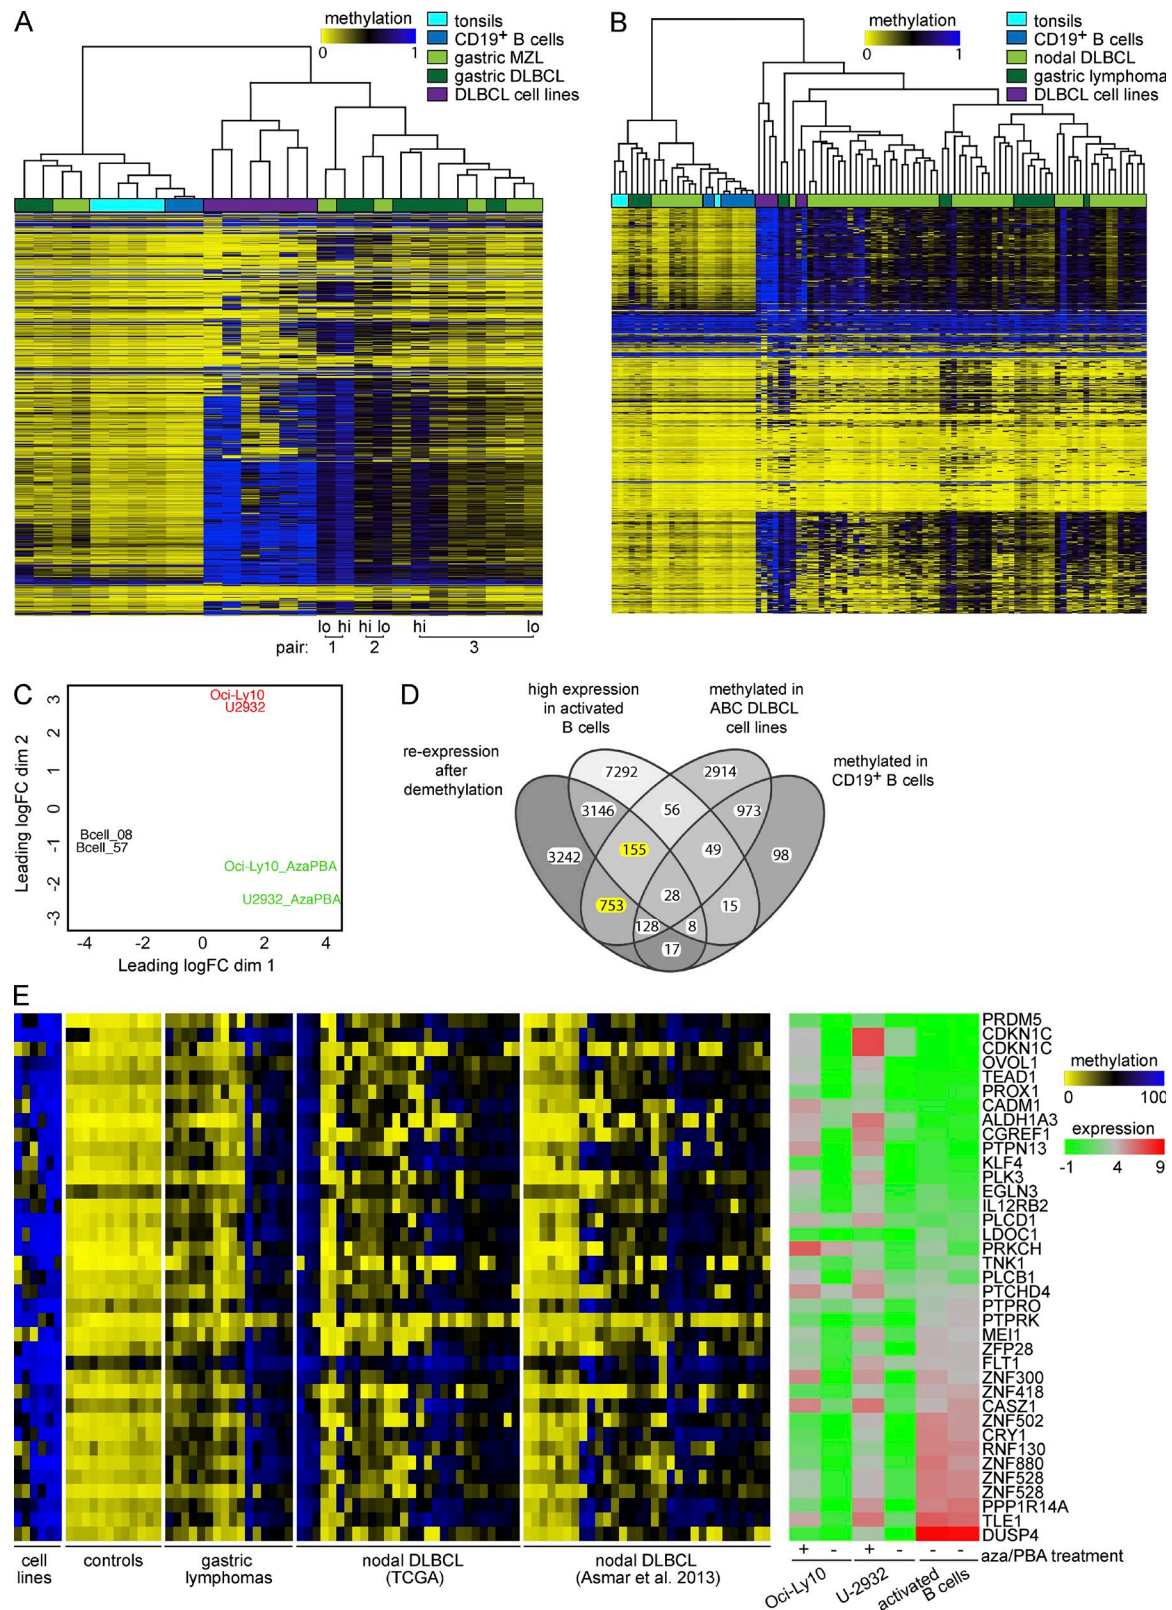 A
methylation
0 1
tonsils
CD19+ B cells
gastric MZL
gastric DLBCL
DLBCL cell lines
lo hi hi lo hi lo
pair: 1 2 3
B
methylation
0 1
tonsils
CD19+ B cells
nodal DLBCL
gastric lymphoma
DLBCL cell lines
C
Leading logFC dim 2
3
2
1
0
-1
-2
-3
Oci-Ly10
U2932
Bcell_08
Bcell_57
Oci-Ly10_AzaPBA
U2932_AzaPBA
-4 -2 0 2 4
Leading logFC dim 1
D
re-expression
after
demethylation
high expression
in activated
B cells
methylated in
ABC DLBCL
cell lines
methylated in
CD19+ B cells
7292 2914
3146 56 973
3242 155 49 98
753 28 15
128 8
17
E
PRDM5
CDKN1C
CDKN1C
OVOL1
TEAD1
PROX1
CADM1
ALDH1A3
CGREF1
PTPN13
KLF4
PLK3
EGLN3
IL12RB2
PLCD1
LDOC1
PRKCH
TNK1
PLCB1
PTCHD4
PTPRO
PTPRK
MEI1
ZFP28
FLT1
ZNF300
ZNF418
CASZ1
ZNF502
CRY1
RNF130
ZNF880
ZNF528
ZNF528
PPP1R14A
TLE1
DUSP4
methylation
0 100
expression
-1 4 9
cell
lines
controls
gastric
lymphomas
nodal DLBCL
(TCGA)
nodal DLBCL
(Asmar et al. 2013)
+ - + - - - aza/PBA treatment
Oci-Ly10
U-2932
activated
B cells